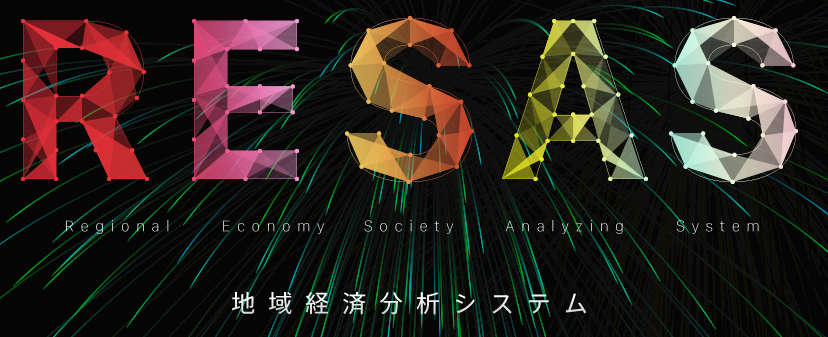 RESAS
Regional Economy Society Analyzing System
地域経済分析システム